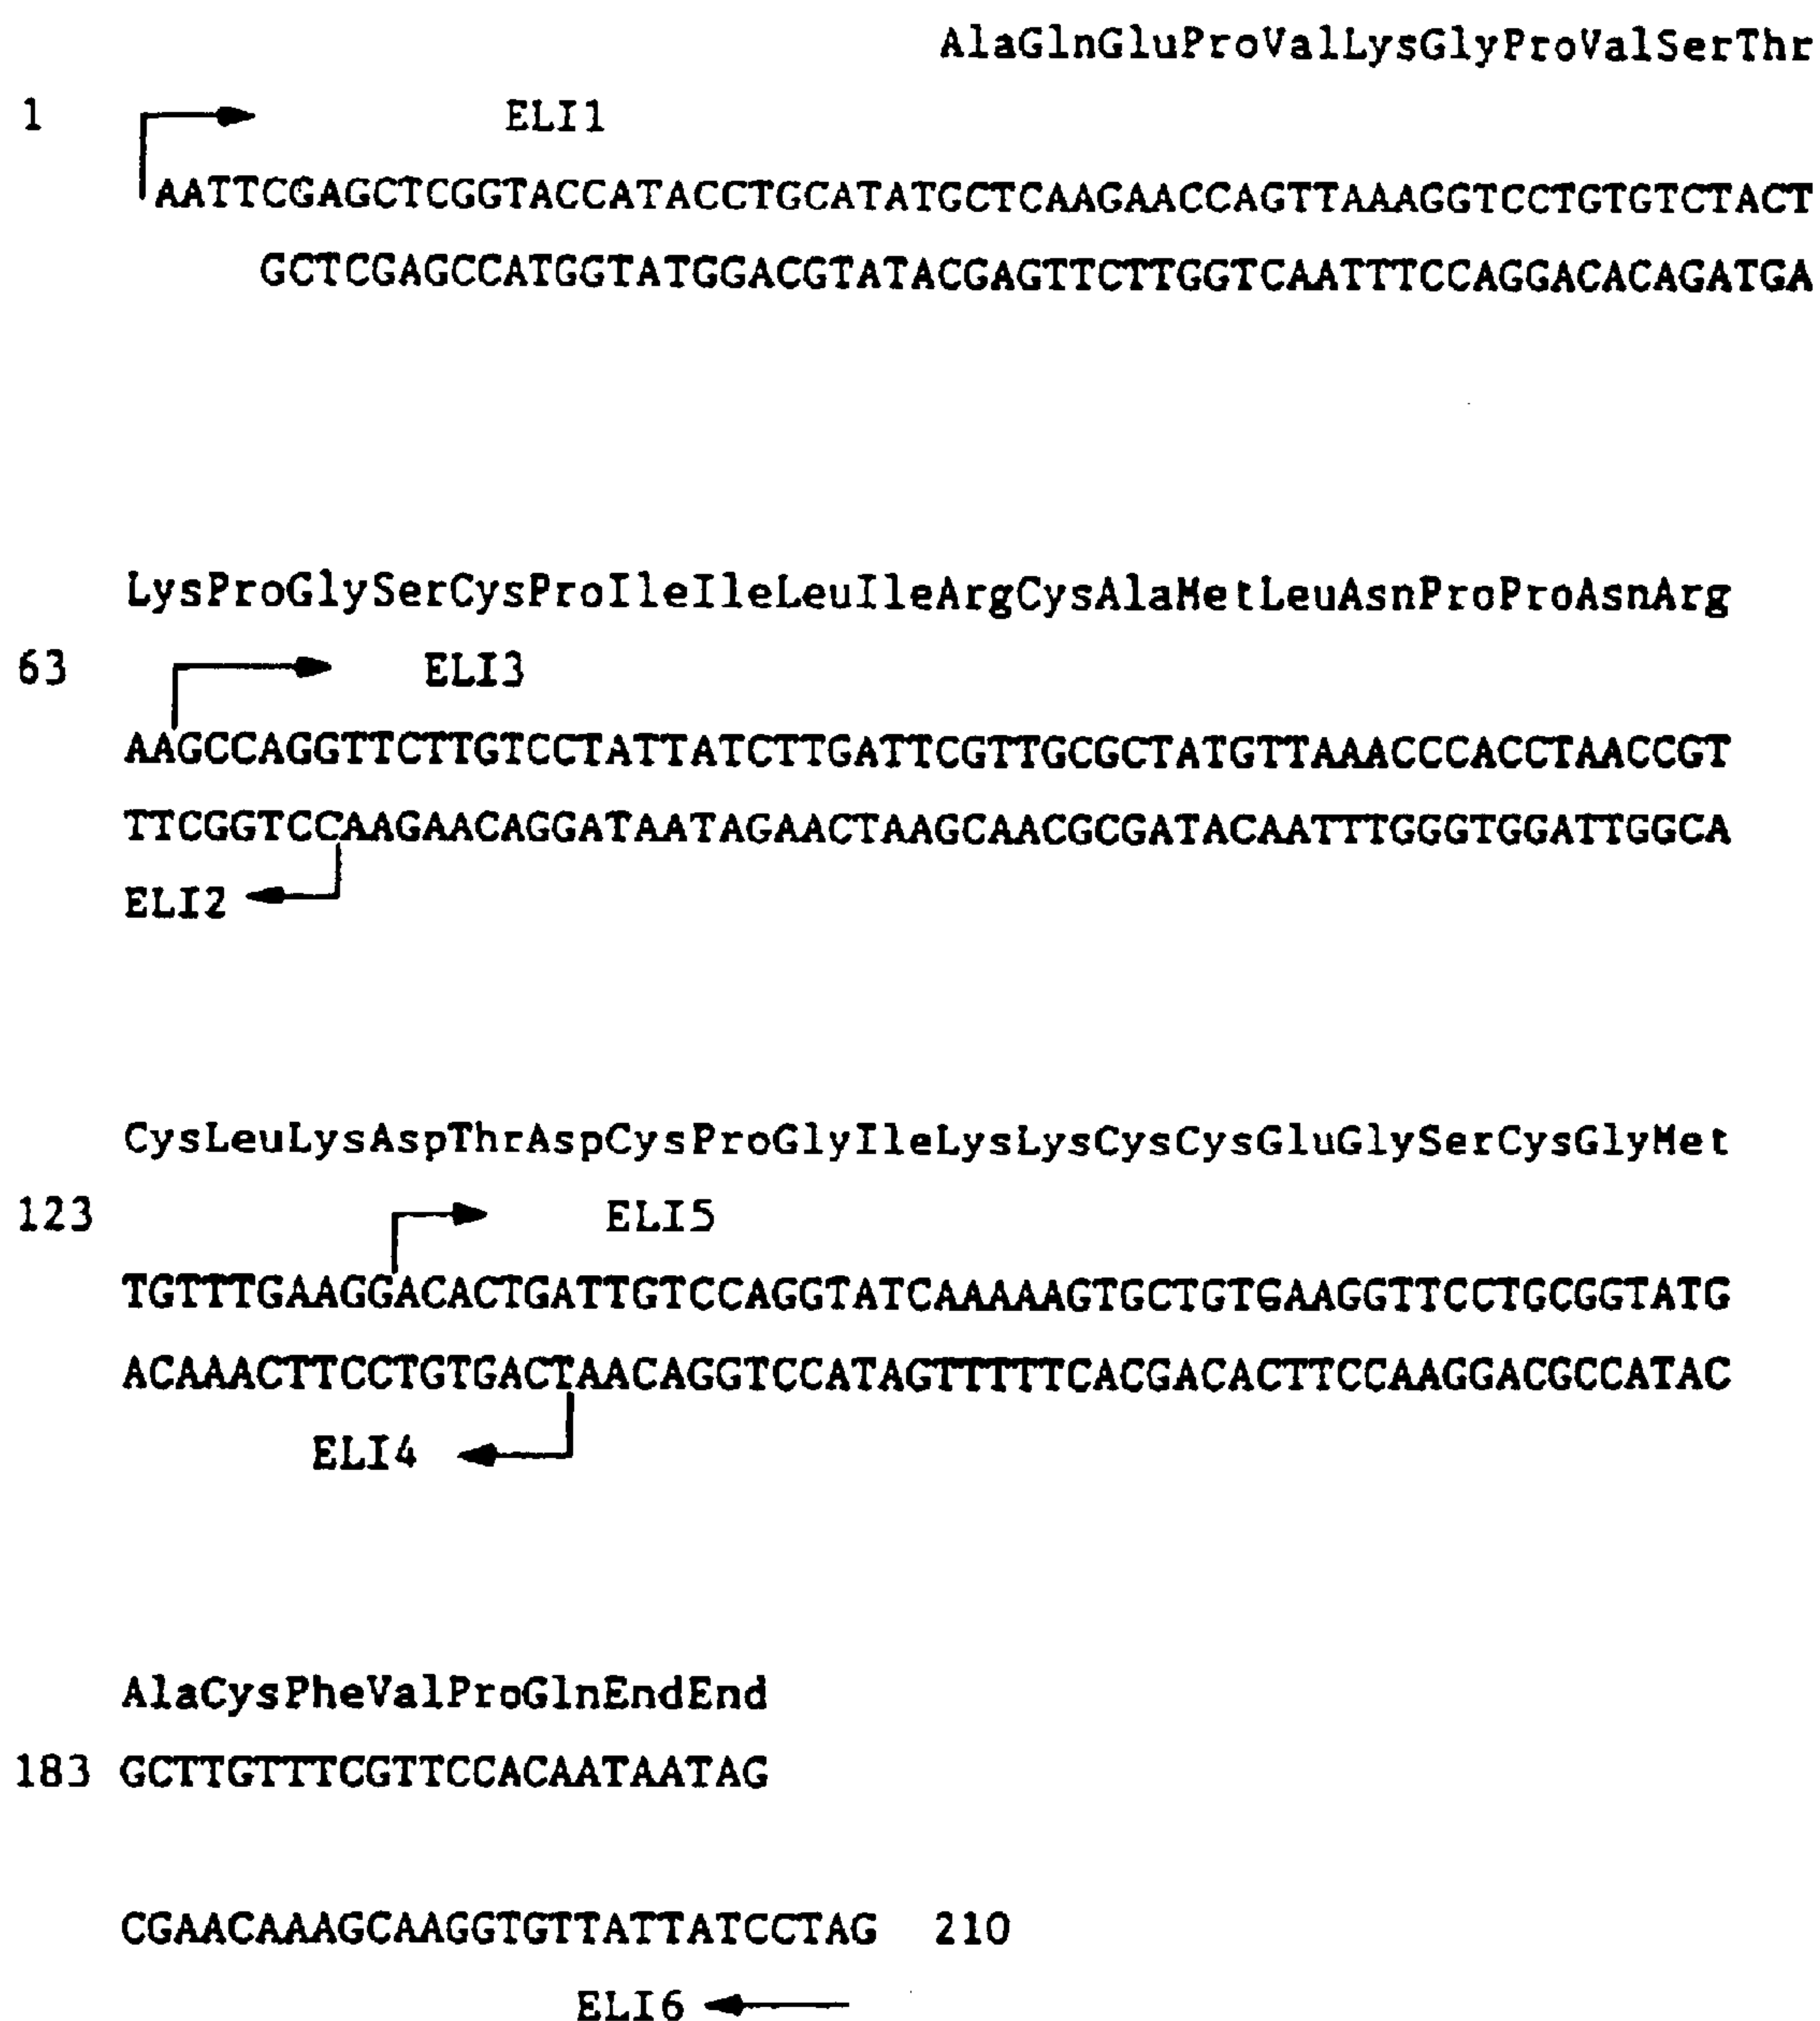 AlaGlnGluProValLysGlyProValSerThr
1 ELI1
AATTCGAGCTCGGTACCATACCTGCATATGCTCAAGAACCAGTTAAAGGTCCTGTGTCTACT
GCTCGAGCCATGGTATGGACGTATACGAGTTCTTGGTCAATTTCCAGGACACAGATGA
LysProGlySerCysProIleIleLeuIleArgCysAlaMetLeuAsnProProAsnArg
63 ELI3
AAGCCAGGTTCTTGTCCTATTATCTTGATTCGTTGCGCTATGTTAAACCCACCTAACCGT
TTCGGTCCAAGAACAGGATAATAGAACTAAGCAACGCGATACAATTTGGGTGGATTGGCA
ELI2
CysLeuLysAspThrAspCysProGlyIleLysLysCysCysGluGlySerCysGlyMet
123 ELI5
TGTTTGAAGGACACTGATTGTCCAGGTATCAAAAAGTGCTGTGAAGGTTCCTGCGGTATG
ACAAACTTCCTGTGACTAACAGGTCCATAGTTTTTCACGACACTTCCAAGGACGCCATAC
ELI4
AlaCysPheValProGlnEndEnd
183 GCTTGTTTCGTTCCACAATAATAG
CGAACAAAGCAAGGTGTTATTATCCTAG 210
ELI6